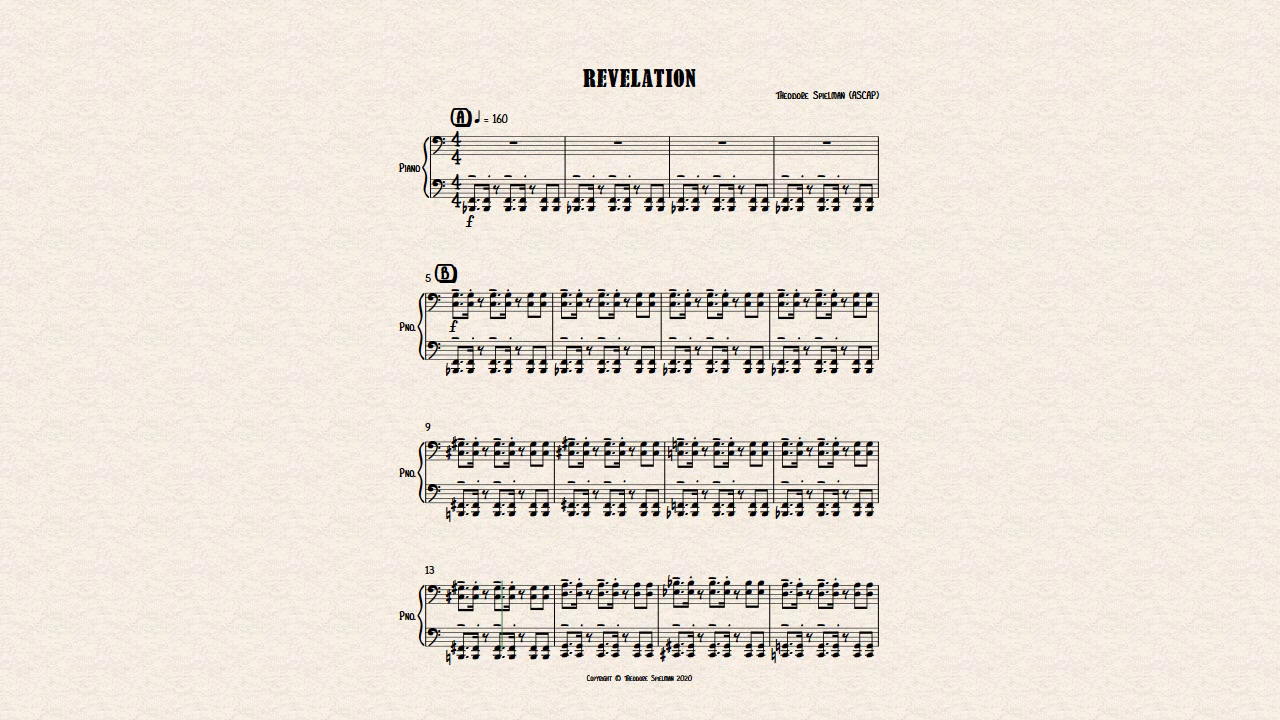 REVELATION
Theodore Spielman (ASCAP)
A ♩ = 160
Piano
f
5 B
Pno.
f
9
Pno.
13
Pno.
Copyright © Theodore Spielman 2020